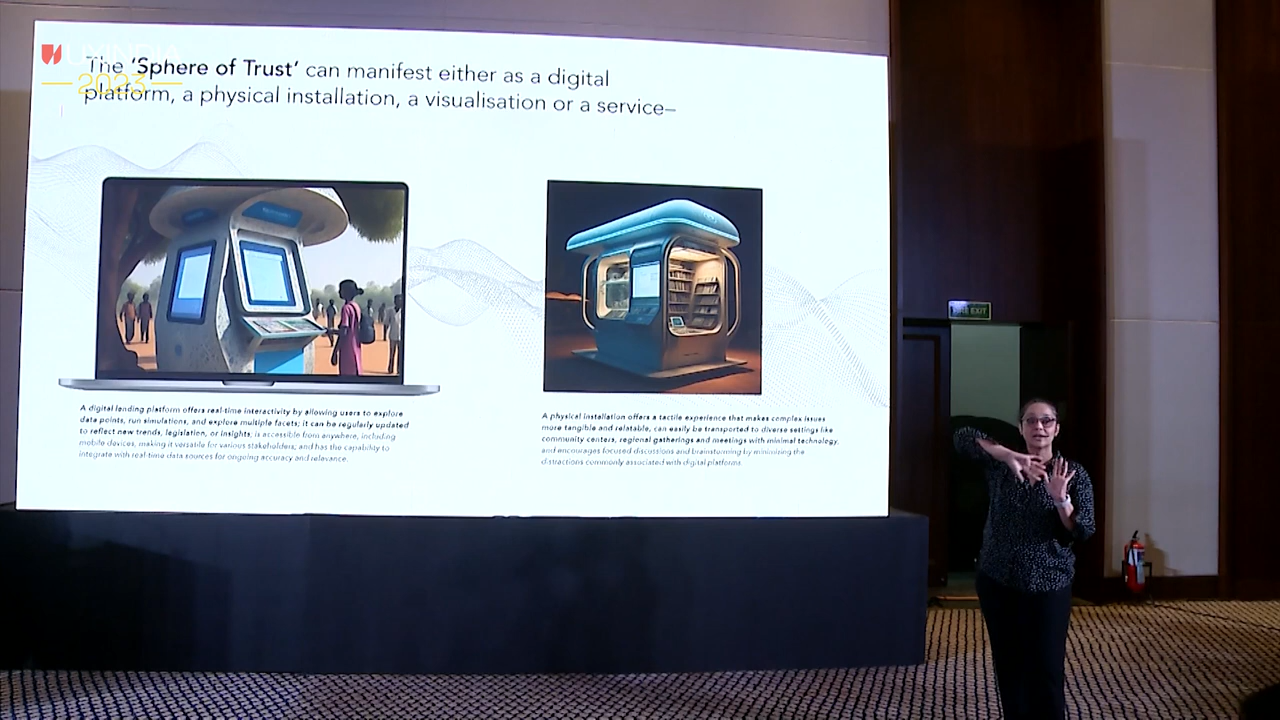 UXINDIA
2023
The 'Sphere of Trust' can manifest either as a digital
platform, a physical installation, a visualisation or a service–
A digital lending platform offers real-time interactivity by allowing users to explore
data points, run simulations, and explore multiple facets; it can be regularly updated
to reflect new trends, legislation, or insights; is accessible from anywhere, including
mobile devices, making it versatile for various stakeholders; and has the capability to
integrate with real-time data sources for ongoing accuracy and relevance.
A physical installation offers a tactile experience that makes complex issues
more tangible and relatable, can easily be transported to diverse settings like
community centers, regional gatherings and meetings with minimal technology,
and encourages focused discussions and brainstorming by minimizing the
distractions commonly associated with digital platforms.
FIRE EXIT